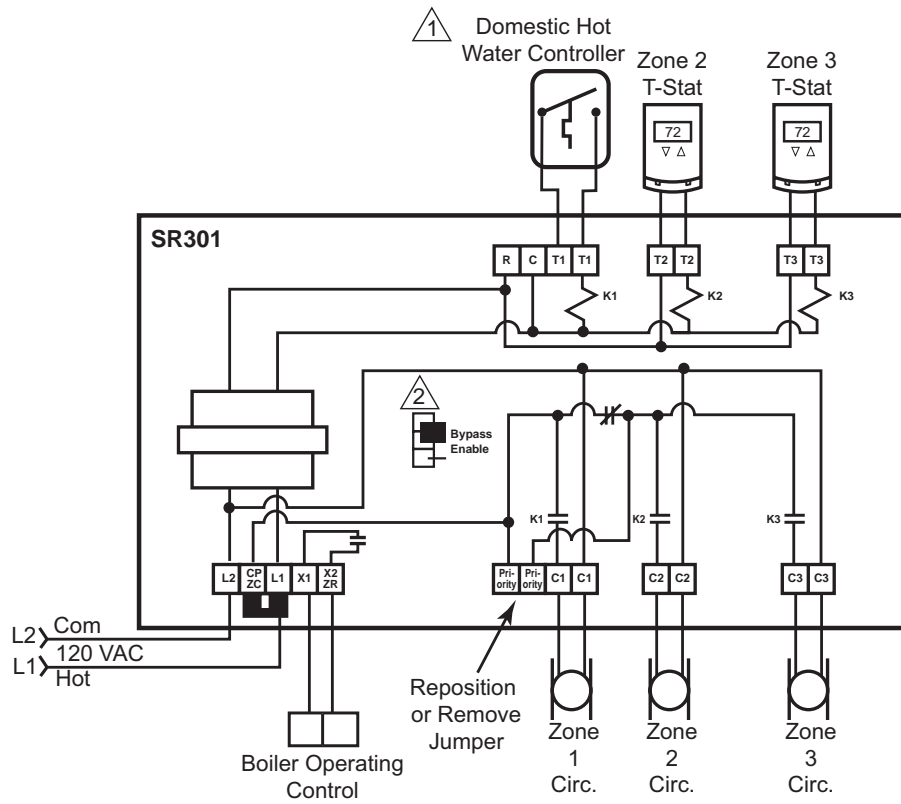 1
Domestic Hot
Water Controller
Zone 2
T-Stat
Zone 3
T-Stat
72
72
SR301
R C T1 T1
T2 T2
T3 T3
K1
K2
K3
2
Bypass
Enable
K1
K2
K3
L2 CP ZC L1 X1 X2 ZR
Pri-
ority
Pri-
ority
C1 C1
C2 C2
C3 C3
L2 Com
L1 120 VAC
Hot
Reposition
or Remove
Jumper
Boiler Operating
Control
Zone
1
Circ.
Zone
2
Circ.
Zone
3
Circ.